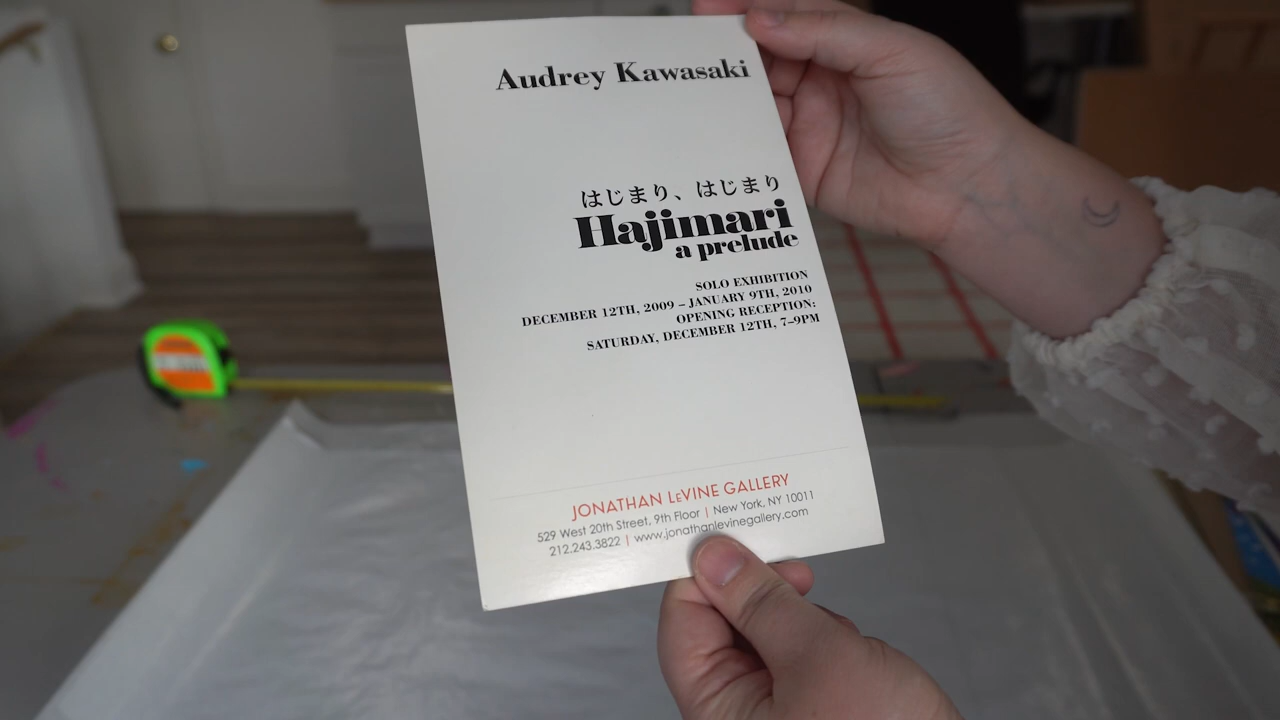 Audrey Kawasaki
はじまり、はじまり
Hajimari
a prelude
SOLO EXHIBITION
DECEMBER 12TH, 2009 – JANUARY 9TH, 2010
OPENING RECEPTION:
SATURDAY, DECEMBER 12TH, 7–9PM
JONATHAN LEVINE GALLERY
529 West 20th Street, 9th Floor | New York, NY 10011
212.243.3822 | www.jonathanlevinegallery.com